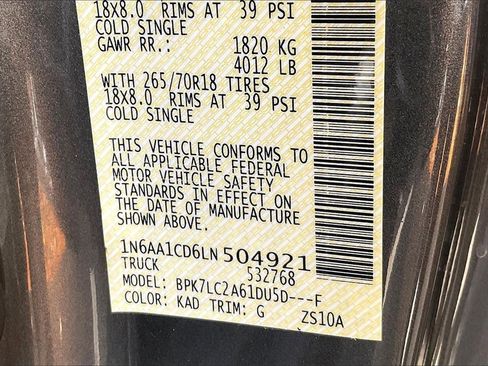 18X8.0 RIMS AT 39 PSI
COLD SINGLE
GAWR RR.: 1820 KG
4012 LB
WITH 265/70R18 TIRES
18X8.0 RIMS AT 39 PSI
COLD SINGLE
THIS VEHICLE CONFORMS TO
ALL APPLICABLE FEDERAL
MOTOR VEHICLE SAFETY
STANDARDS IN EFFECT ON
THE DATE OF MANUFACTURE
SHOWN ABOVE.
1N6AA1CD6LN504921
TRUCK 532768
MODEL: BPK7LC2A61DU5D---F
COLOR: KAD TRIM: G ZS10A